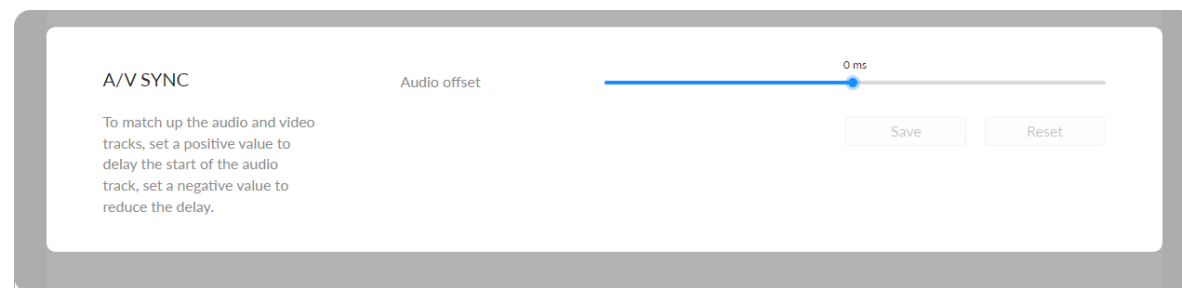 A/V SYNC
Audio offset
0 ms
To match up the audio and video
tracks, set a positive value to
delay the start of the audio
track, set a negative value to
reduce the delay.
Save
Reset